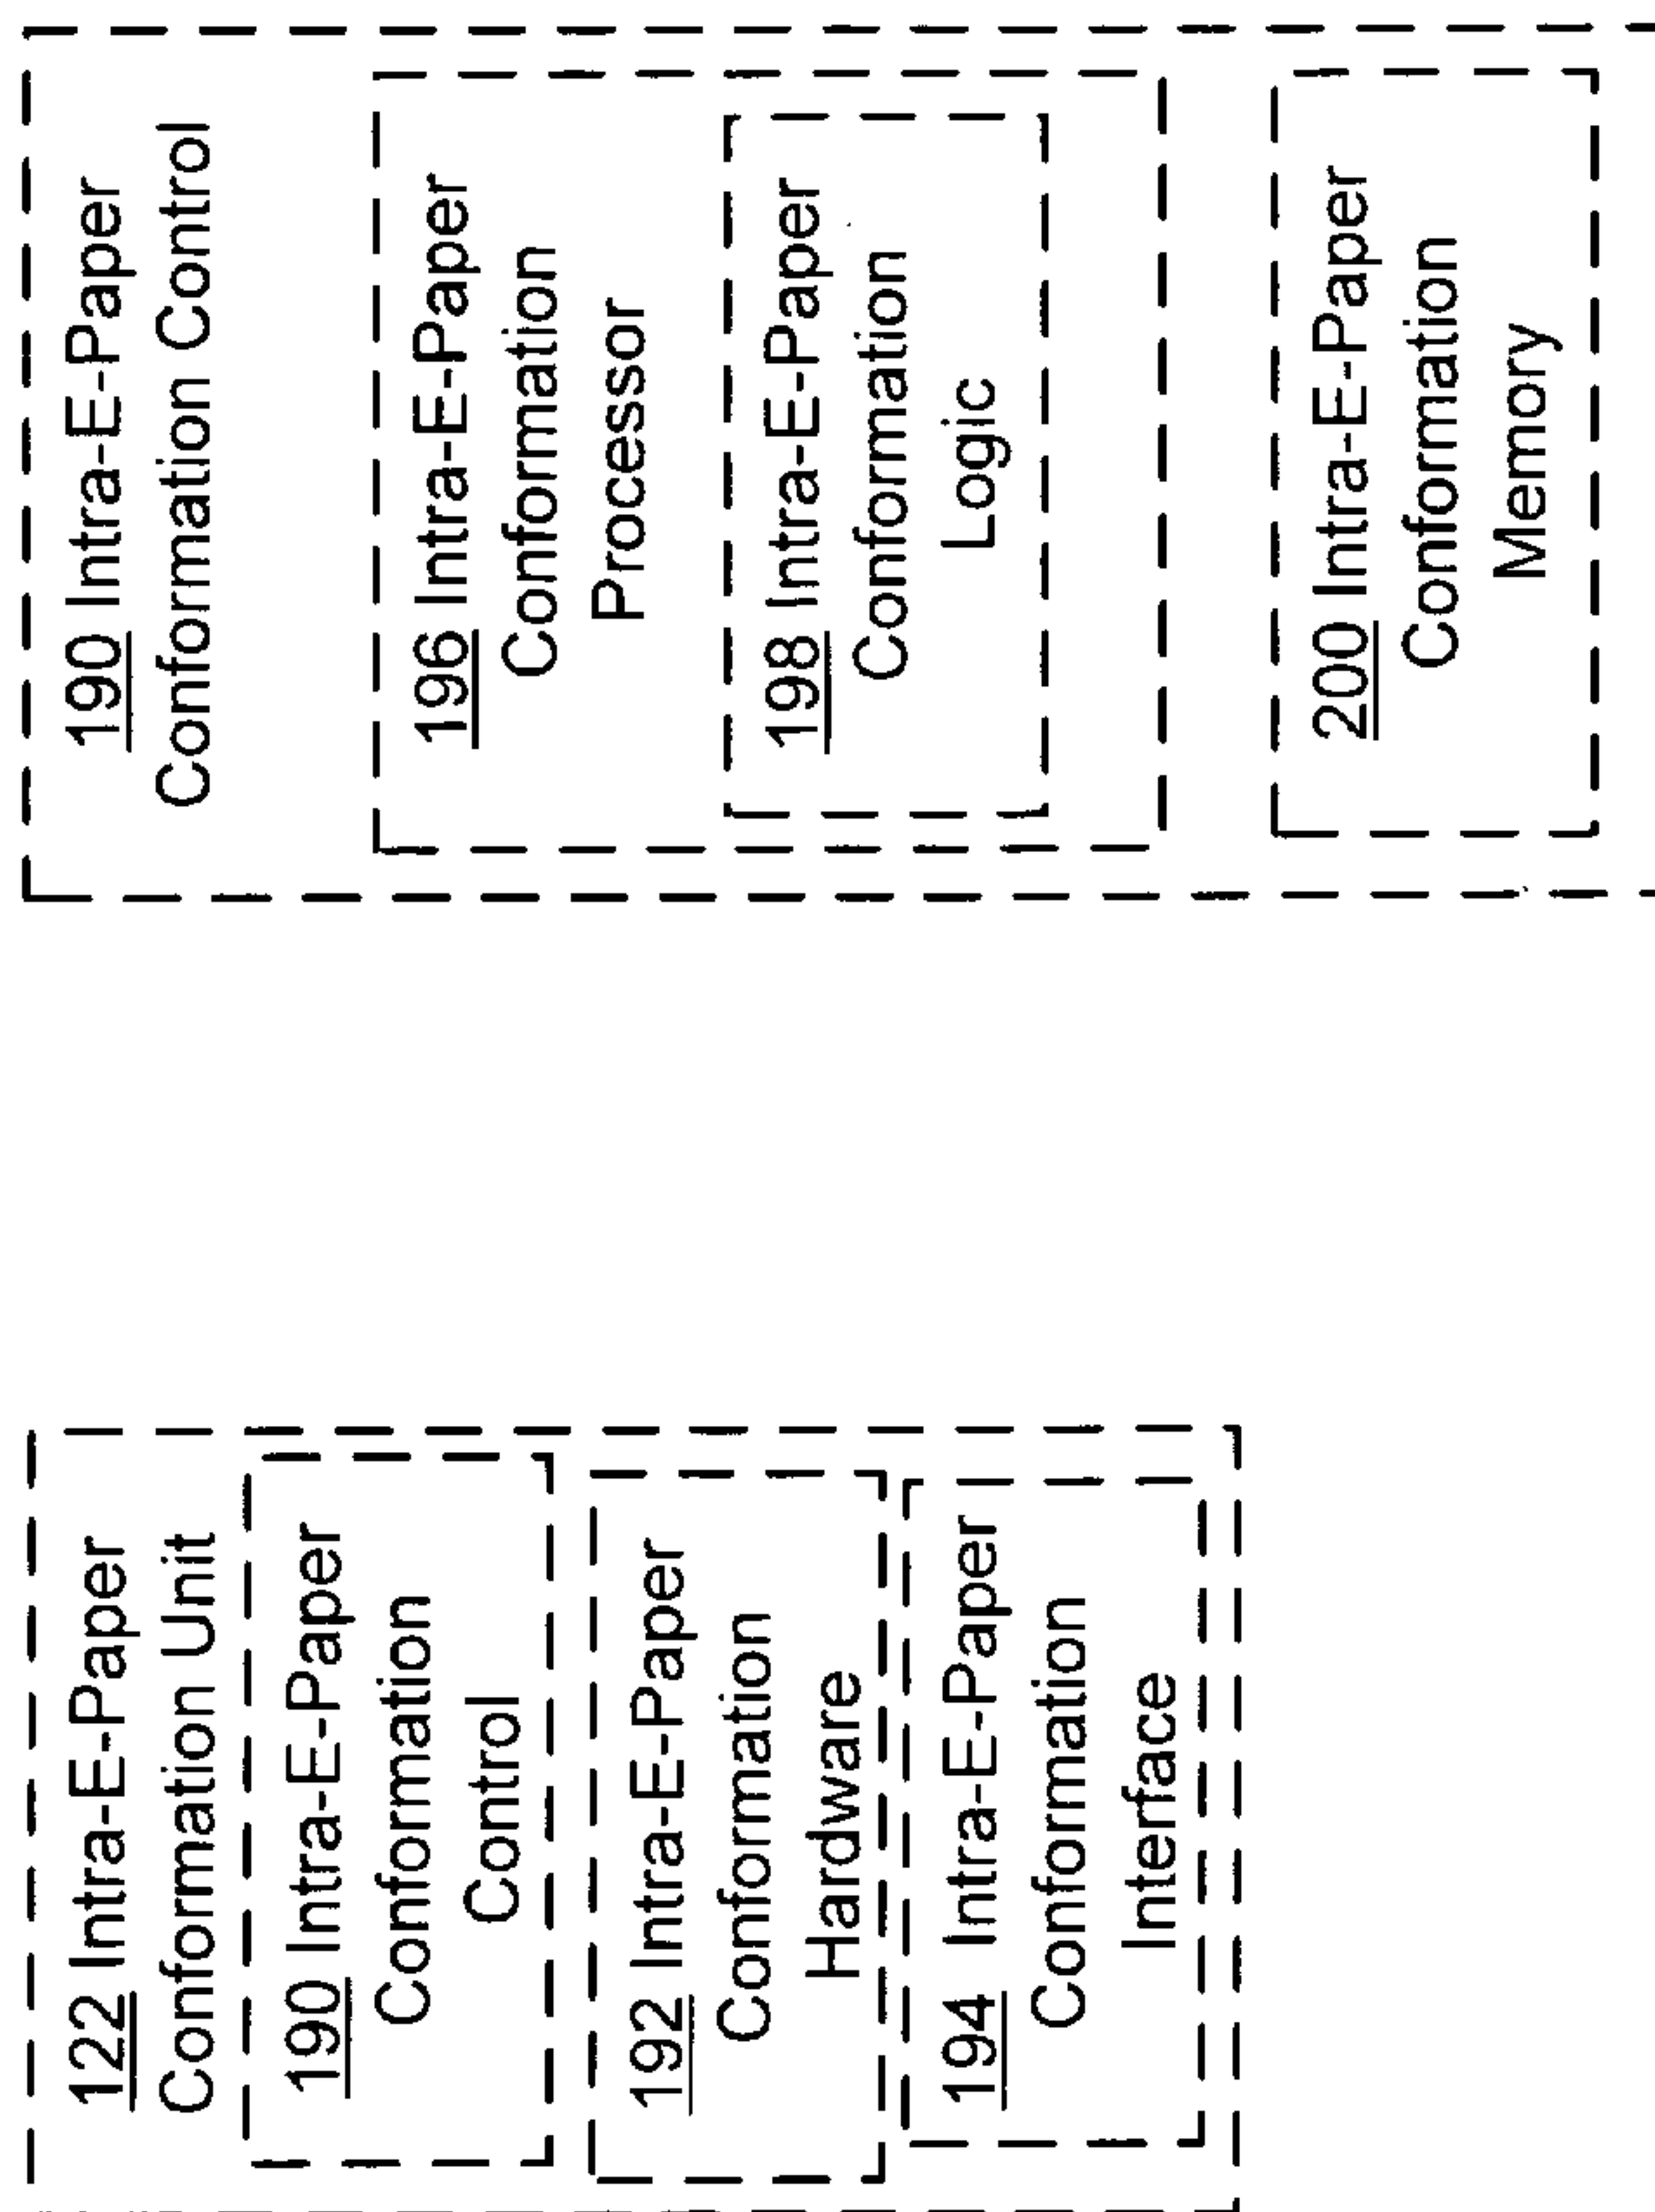 122 Intra-E-Paper
Conformation Unit
190 Intra-E-Paper
Conformation
Control
192 Intra-E-Paper
Conformation
Hardware
194 Intra-E-Paper
Conformation
Interface
190 Intra-E-Paper
Conformation Control
196 Intra-E-Paper
Conformation
Processor
198 Intra-E-Paper
Conformation
Logic
200 Intra-E-Paper
Conformation
Memory